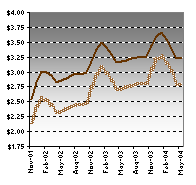 $4.00
$3.75
$3.50
$3.25
$3.00
$2.75
$2.50
$2.25
$2.00
$1.75
Nov-01
Feb-02
May-02
Aug-02
Nov-02
Feb-03
May-03
Aug-03
Nov-03
Feb-04
May-04